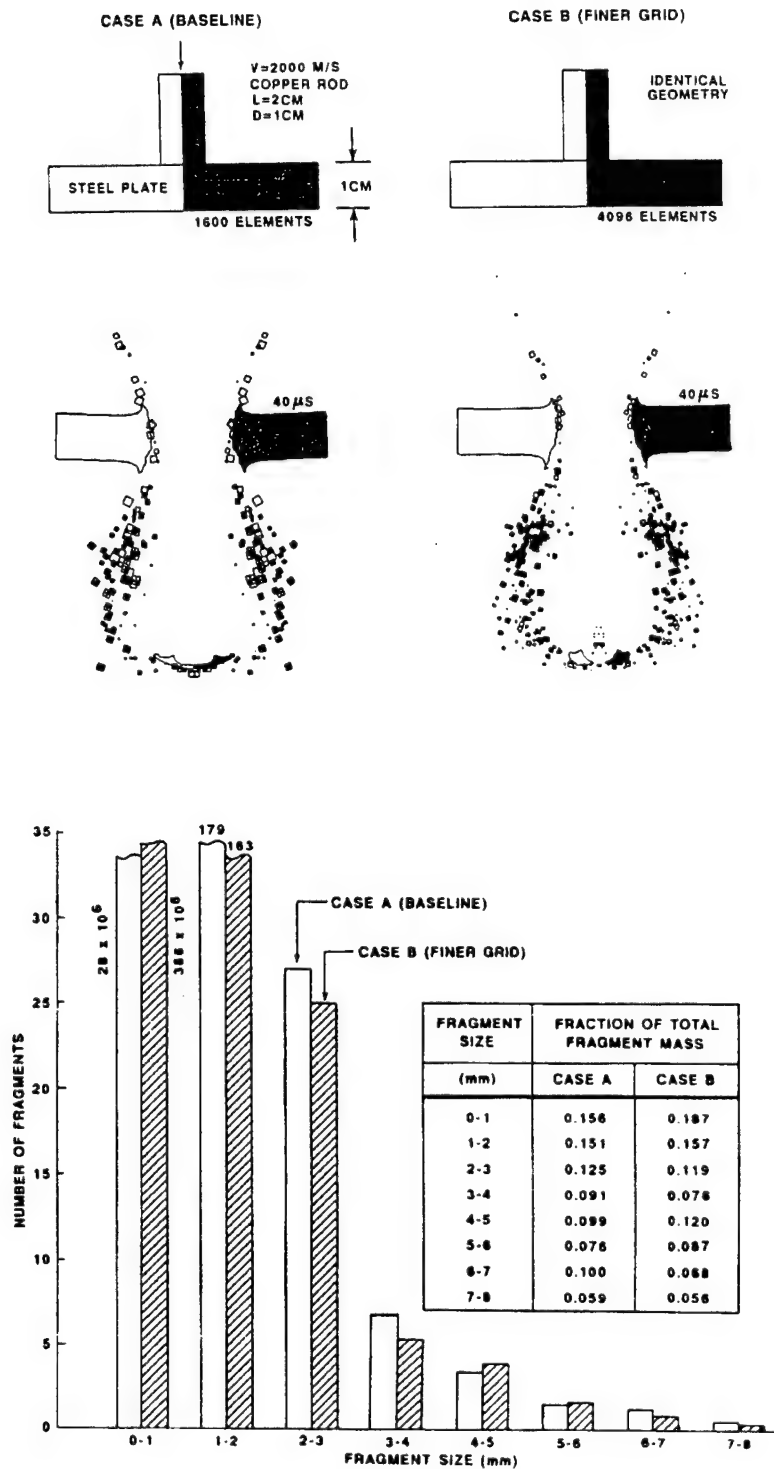 CASE A (BASELINE)
CASE B (FINER GRID)
V=2000 M/S
COPPER ROD
L=2CM
D=1CM
IDENTICAL
GEOMETRY
STEEL PLATE
1CM
1600 ELEMENTS
4096 ELEMENTS
40 μS
40 μS
35
30
25
20
15
10
5
0
NUMBER OF FRAGMENTS
179
163
CASE A (BASELINE)
CASE B (FINER GRID)
FRAGMENT SIZE
FRACTION OF TOTAL FRAGMENT MASS
(mm) CASE A CASE B
0-1 0.156 0.187
1-2 0.151 0.157
2-3 0.125 0.119
3-4 0.091 0.076
4-5 0.099 0.120
5-6 0.076 0.087
6-7 0.100 0.068
7-8 0.059 0.056
0-1 1-2 2-3 3-4 4-5 5-6 6-7 7-8
FRAGMENT SIZE (mm)